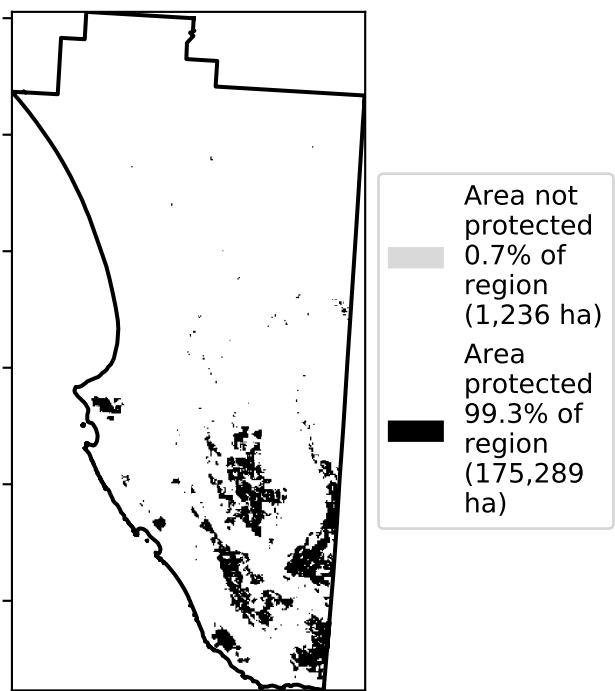 Area not
protected
0.7% of
region
(1,236 ha)
Area
protected
99.3% of
region
(175,289
ha)